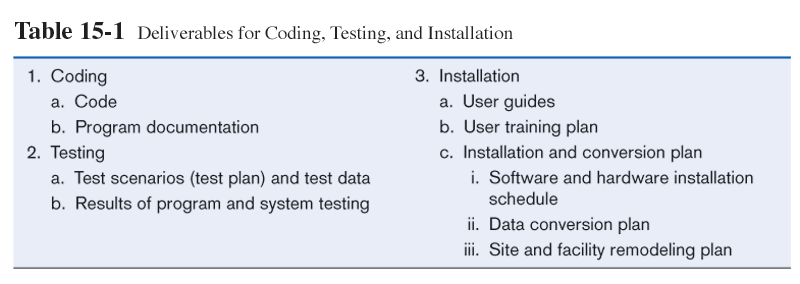 Table 15-1 Deliverables for Coding, Testing, and Installation
1. Coding
a. Code
b. Program documentation
2. Testing
a. Test scenarios (test plan) and test data
b. Results of program and system testing
3. Installation
a. User guides
b. User training plan
c. Installation and conversion plan
i. Software and hardware installation
schedule
ii. Data conversion plan
iii. Site and facility remodeling plan